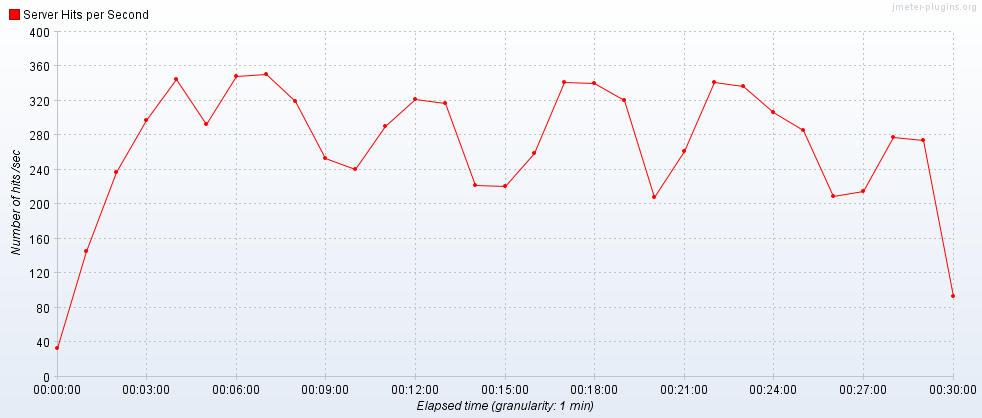 jmeter-plugins.org
Server Hits per Second
400
360
320
280
240
200
160
120
80
40
0
Number of hits /sec
00:00:00 00:03:00 00:06:00 00:09:00 00:12:00 00:15:00 00:18:00 00:21:00 00:24:00 00:27:00 00:30:00
Elapsed time (granularity: 1 min)